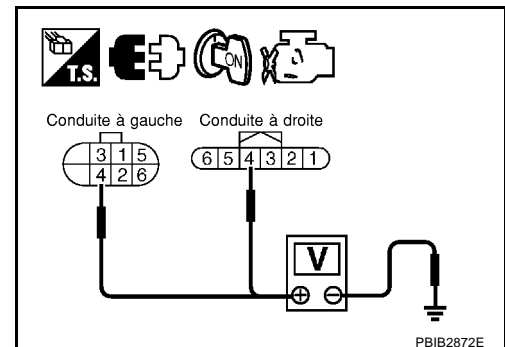 T.S.
ON
Conduite à gauche Conduite à droite
3 1 5
4 2 6
6 5 4 3 2 1
V
+ −
PBIB2872E